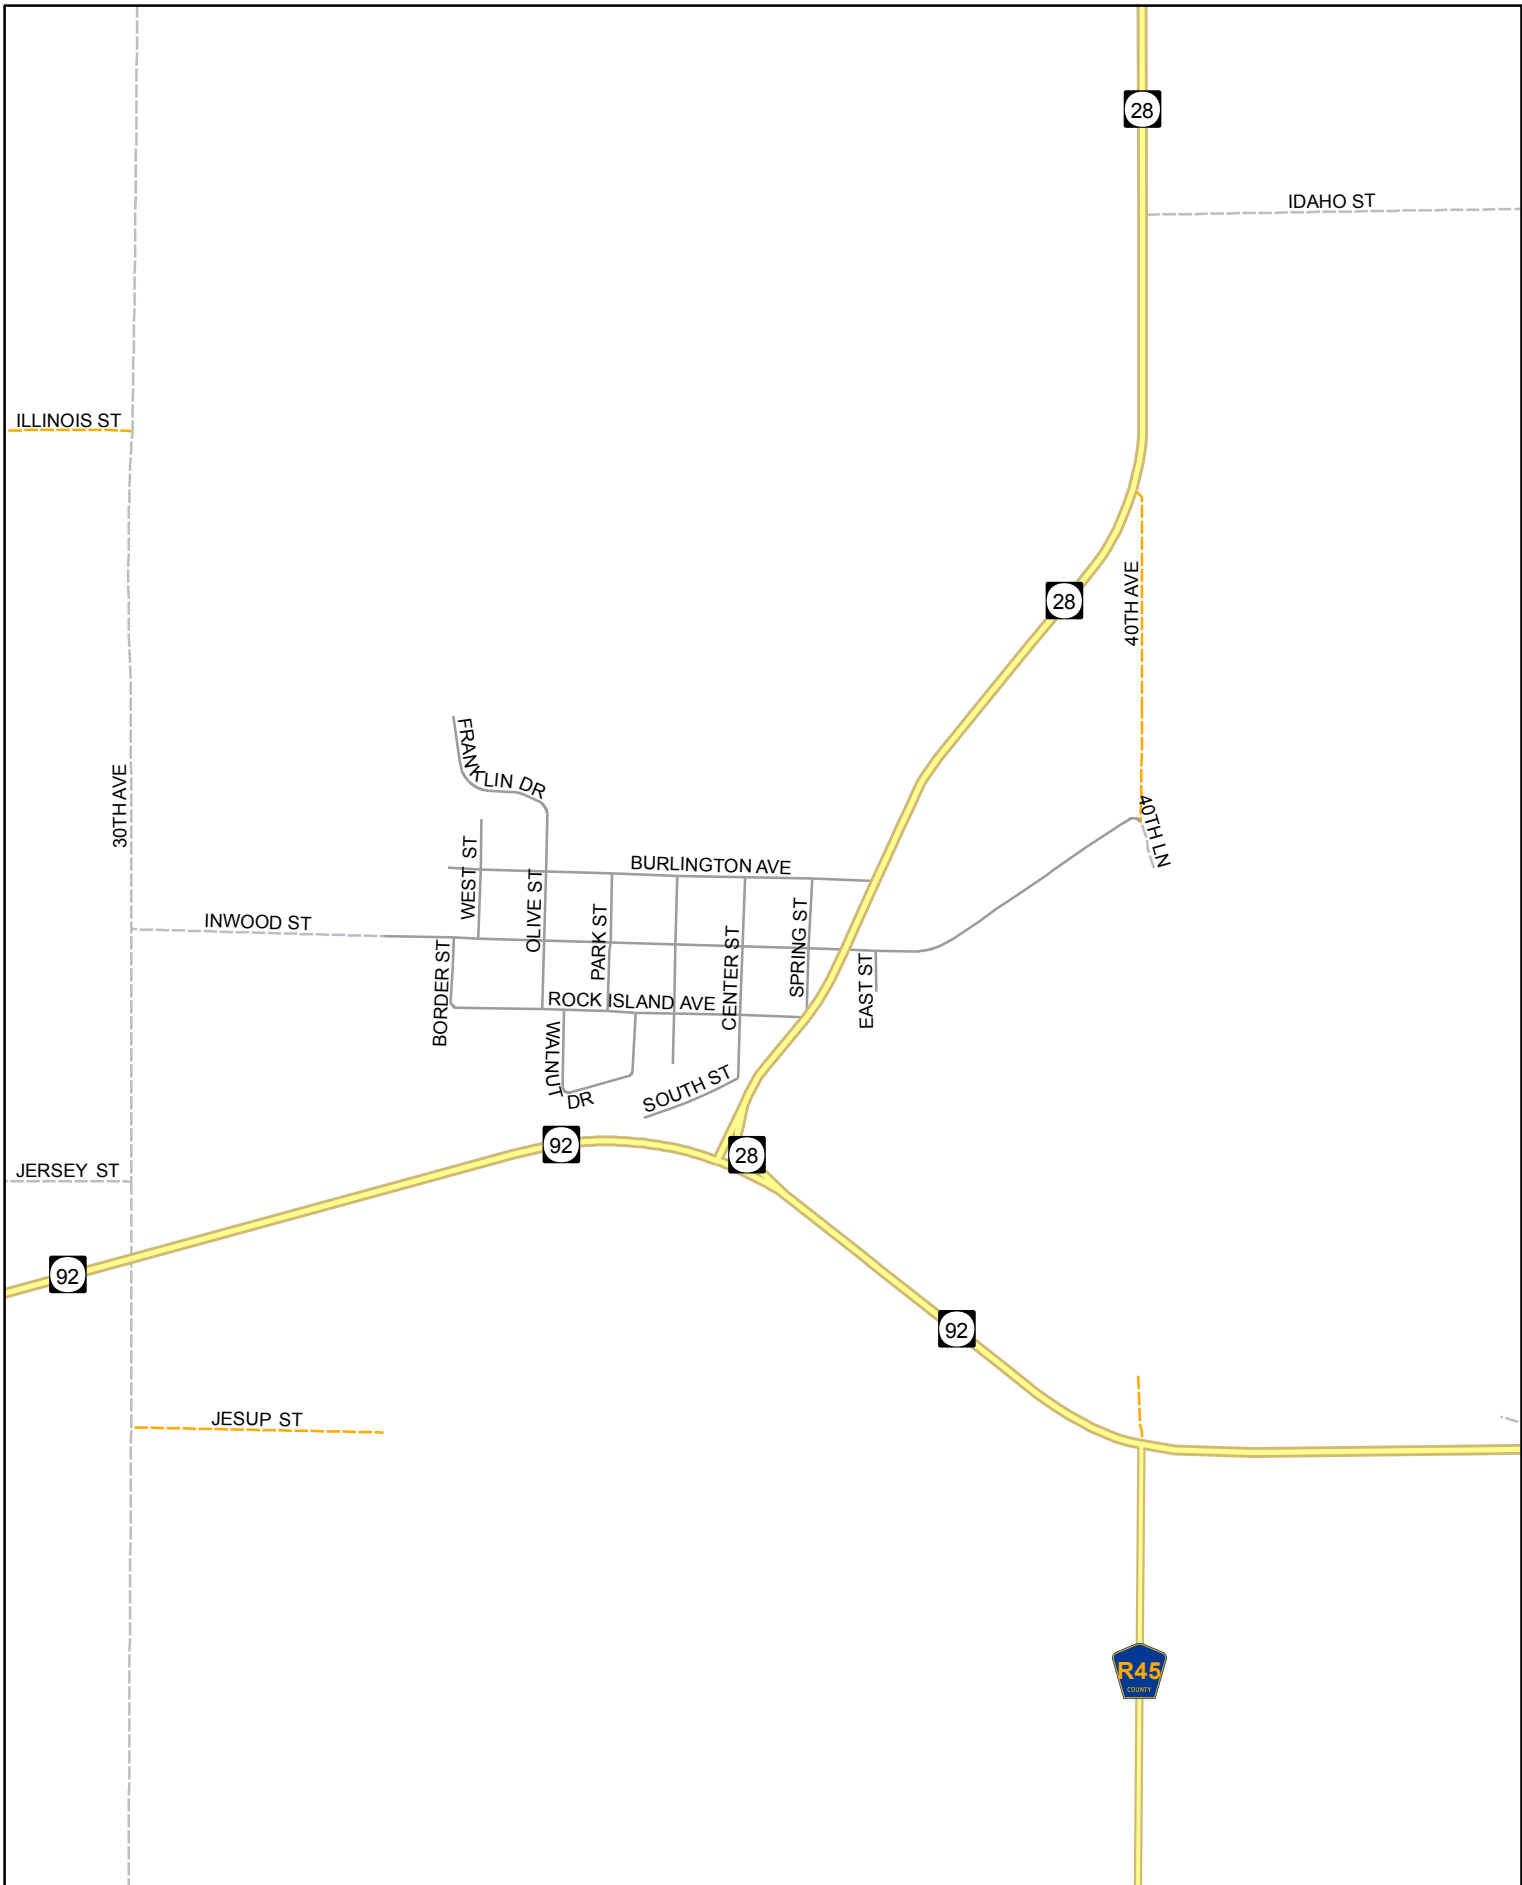 28
IDAHO ST
ILLINOIS ST
28
40TH AVE
FRANKLIN DR
30TH AVE
40TH LN
WEST ST
BURLINGTON AVE
OLIVE ST
INWOOD ST
PARK ST
SPRING ST
CENTER ST
BORDER ST
EAST ST
ROCK ISLAND AVE
WALNUT DR
SOUTH ST
92
28
JERSEY ST
92
92
JESUP ST
R45
COUNTY